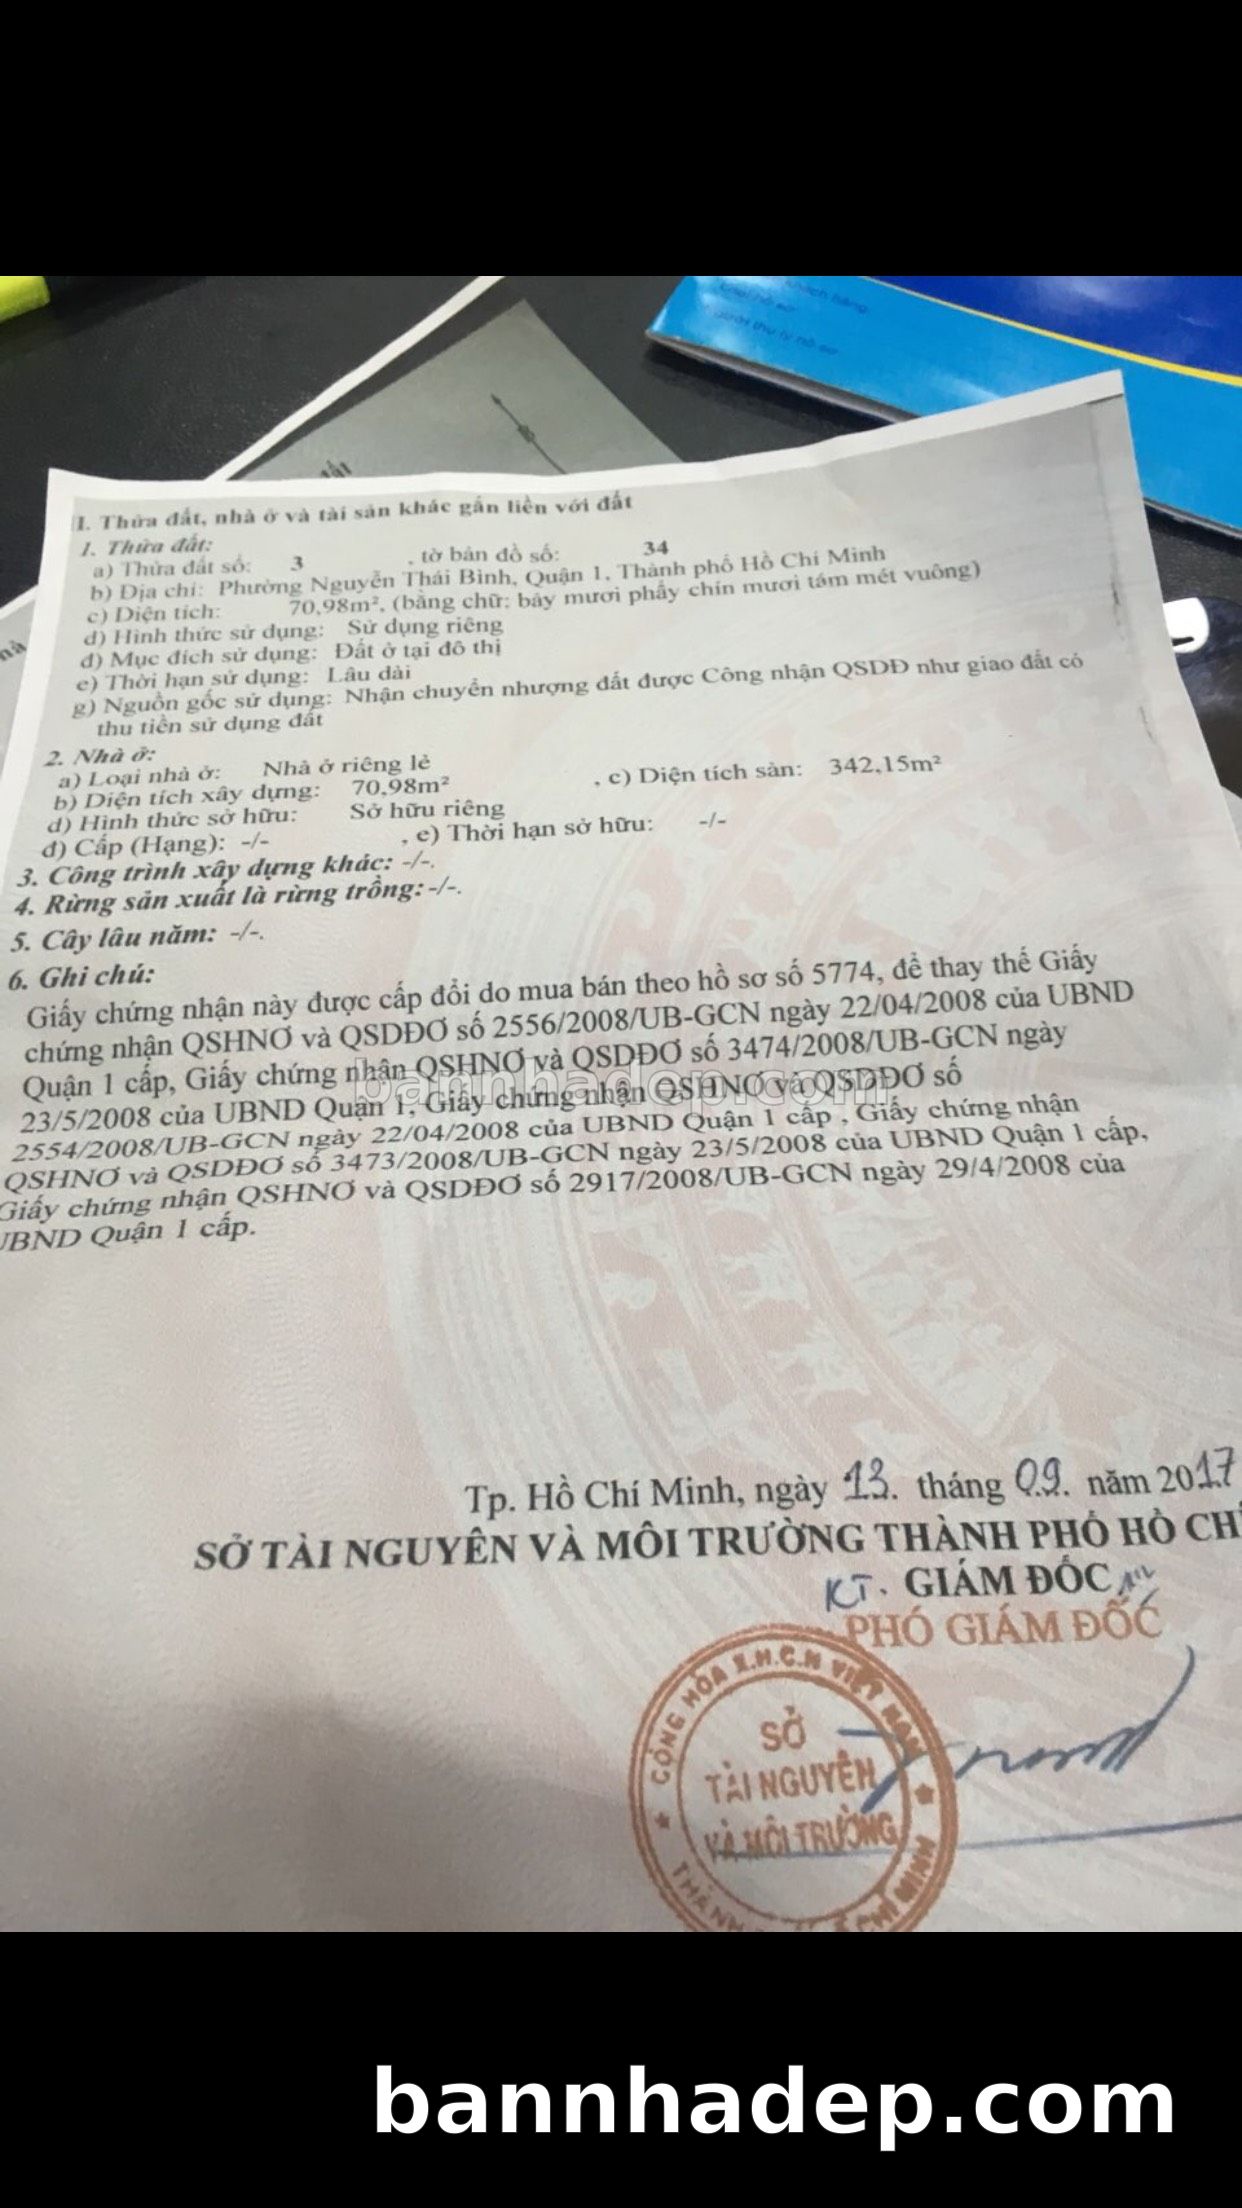 II. Thửa đất, nhà ở và tài sản khác gắn liền với đất
1. Thửa đất:
a) Thửa đất số: 3 , tờ bản đồ số: 34
b) Địa chỉ: Phường Nguyễn Thái Bình, Quận 1, Thành phố Hồ Chí Minh
c) Diện tích: 70,98m², (bằng chữ: bảy mươi phẩy chín mươi tám mét vuông)
d) Hình thức sử dụng: Sử dụng riêng
đ) Mục đích sử dụng: Đất ở tại đô thị
e) Thời hạn sử dụng: Lâu dài
g) Nguồn gốc sử dụng: Nhận chuyển nhượng đất được Công nhận QSDĐ như giao đất có
thu tiền sử dụng đất
2. Nhà ở:
a) Loại nhà ở: Nhà ở riêng lẻ
b) Diện tích xây dựng: 70,98m² , c) Diện tích sàn: 342,15m²
d) Hình thức sở hữu: Sở hữu riêng
đ) Cấp (Hạng): -/- , e) Thời hạn sở hữu: -/-
3. Công trình xây dựng khác: -/-.
4. Rừng sản xuất là rừng trồng: -/-.
5. Cây lâu năm: -/-.
6. Ghi chú:
Giấy chứng nhận này được cấp đổi do mua bán theo hồ sơ số 5774, để thay thế Giấy
chứng nhận QSHNƠ và QSDĐƠ số 2556/2008/UB-GCN ngày 22/04/2008 của UBND
Quận 1 cấp, Giấy chứng nhận QSHNƠ và QSDĐƠ số 3474/2008/UB-GCN ngày
23/5/2008 của UBND Quận 1, Giấy chứng nhận QSHNƠ và QSDĐƠ số
2554/2008/UB-GCN ngày 22/04/2008 của UBND Quận 1 cấp , Giấy chứng nhận
QSHNƠ và QSDĐƠ số 3473/2008/UB-GCN ngày 23/5/2008 của UBND Quận 1 cấp,
Giấy chứng nhận QSHNƠ và QSDĐƠ số 2917/2008/UB-GCN ngày 29/4/2008 của
UBND Quận 1 cấp.
bannhadep.com
Tp. Hồ Chí Minh, ngày 13. tháng 09. năm 2017
SỞ TÀI NGUYÊN VÀ MÔI TRƯỜNG THÀNH PHỐ HỒ CHÍ
KT. GIÁM ĐỐC
PHÓ GIÁM ĐỐC
CỘNG HÒA X.H.C.N VIỆT NAM
SỞ
TÀI NGUYÊN
VÀ MÔI TRƯỜNG
bannhadep.com